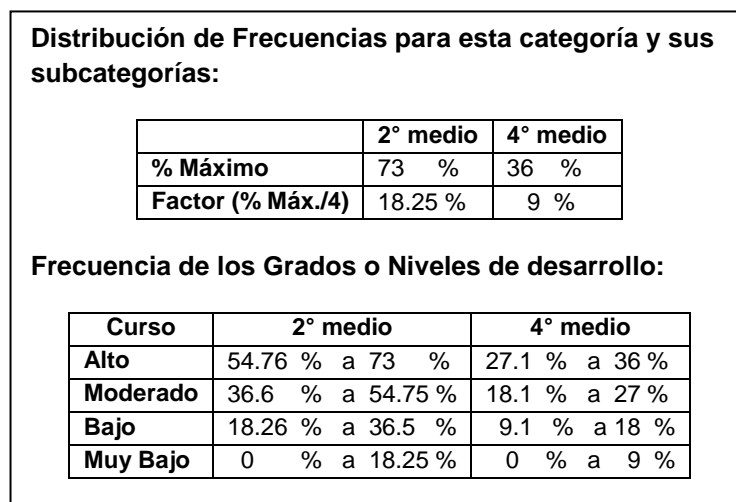 Distribución de Frecuencias para esta categoría y sus
subcategorías:
2° medio 4° medio
% Máximo 73 % 36 %
Factor (% Máx./4) 18.25 % 9 %
Frecuencia de los Grados o Niveles de desarrollo:
Curso 2° medio 4° medio
Alto 54.76 % a 73 % 27.1 % a 36 %
Moderado 36.6 % a 54.75 % 18.1 % a 27 %
Bajo 18.26 % a 36.5 % 9.1 % a 18 %
Muy Bajo 0 % a 18.25 % 0 % a 9 %